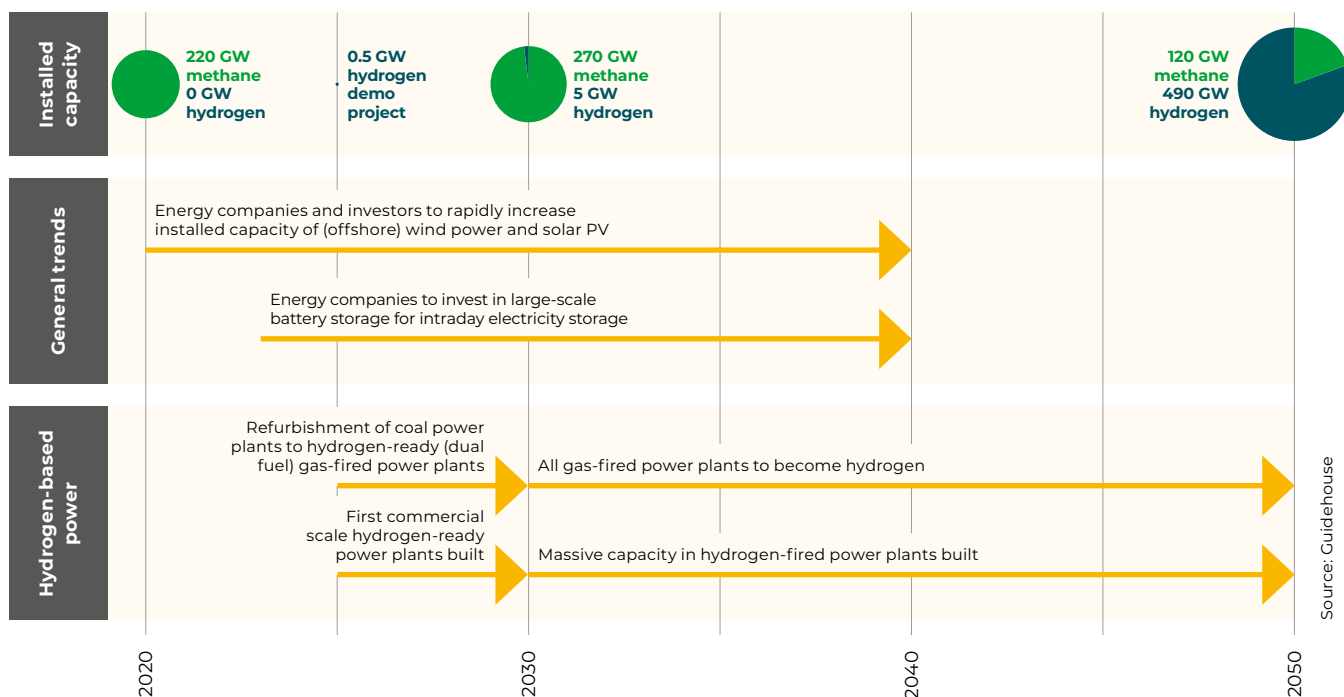 Installed
capacity
220 GW
methane
0 GW
hydrogen
0.5 GW
hydrogen
demo
project
270 GW
methane
5 GW
hydrogen
120 GW
methane
490 GW
hydrogen
General trends
Energy companies and investors to rapidly increase
installed capacity of (offshore) wind power and solar PV
Energy companies to invest in large-scale
battery storage for intraday electricity storage
Hydrogen-based
power
Refurbishment of coal power
plants to hydrogen-ready (dual
fuel) gas-fired power plants
All gas-fired power plants to become hydrogen
First commercial
scale hydrogen-ready
power plants built
Massive capacity in hydrogen-fired power plants built
Source: Guidehouse
2020
2030
2040
2050